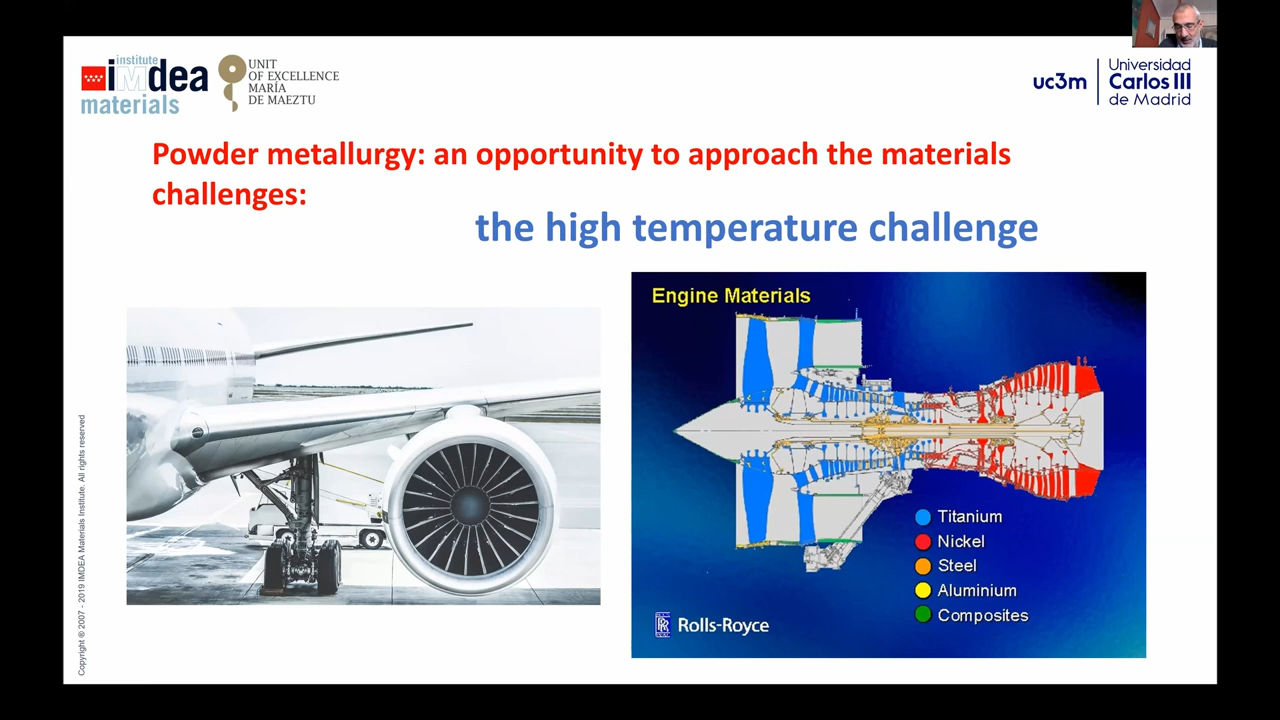 institute
iMdea
materials
UNIT
OF EXCELLENCE
MARÍA
DE MAEZTU
uc3m
Universidad
Carlos III
de Madrid
Powder metallurgy: an opportunity to approach the materials
challenges:
the high temperature challenge
Engine Materials
Titanium
Nickel
Steel
Aluminium
Composites
RR
Rolls-Royce
Copyright © 2007 - 2019 IMDEA Materials Institute. All rights reserved